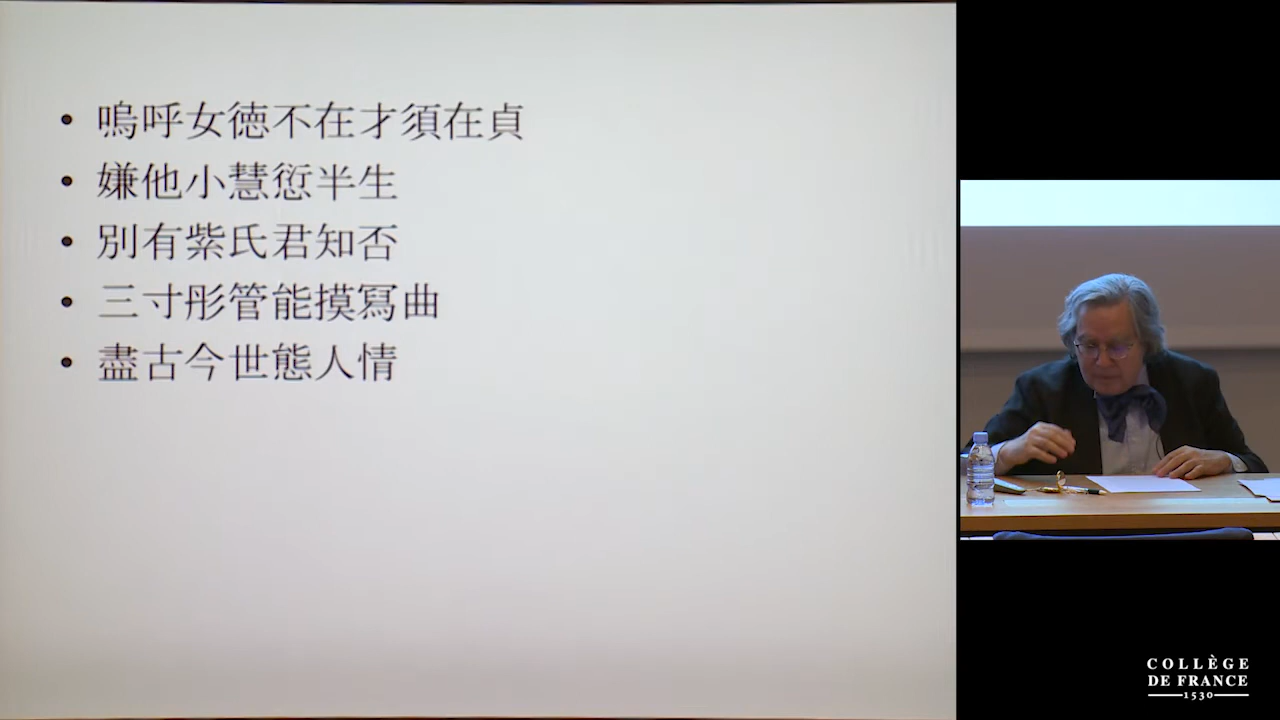 • 嗚呼女徳不在才須在貞
• 嫌他小慧愆半生
• 別有紫氏君知否
• 三寸彤管能摸冩曲
• 盡古今世態人情
COLLÈGE
DE FRANCE
1530